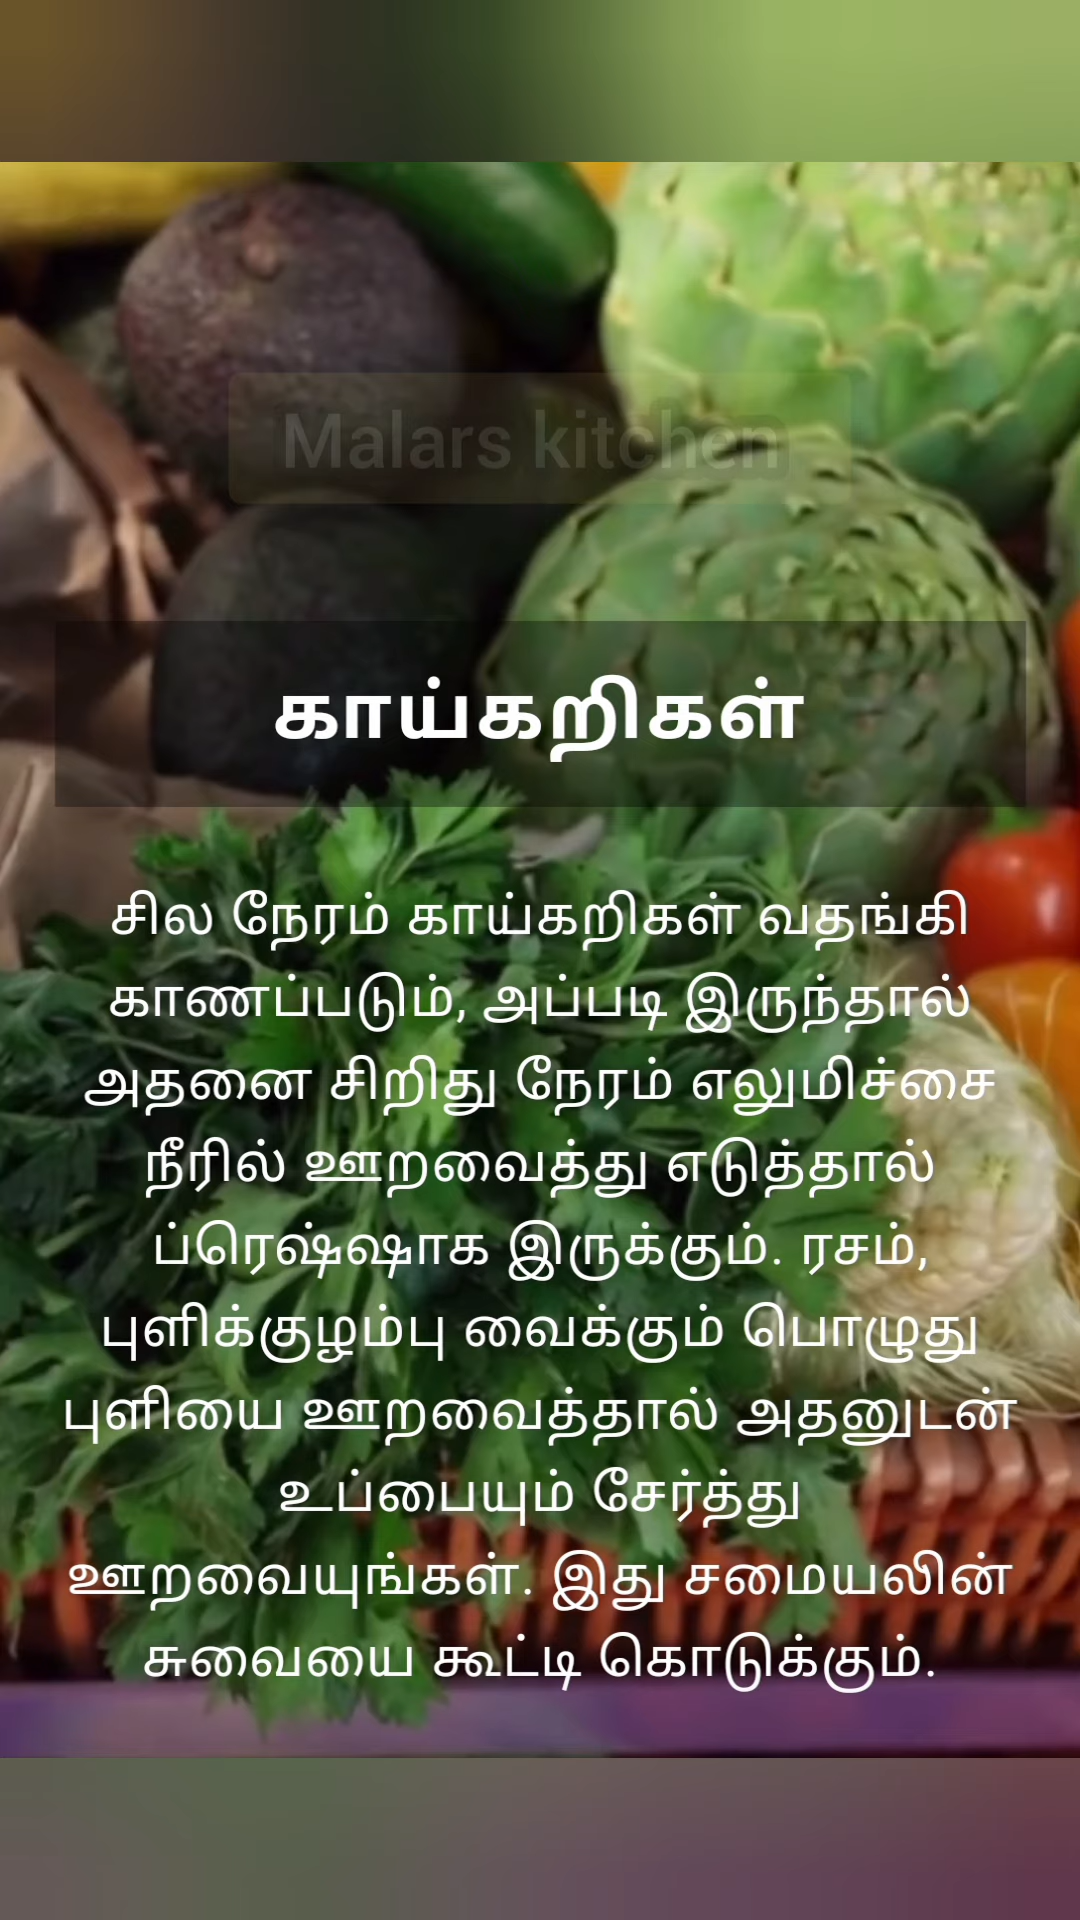 Malars kitchen
காய்கறிகள்
சில நேரம் காய்கறிகள் வதங்கி
காணப்படும், அப்படி இருந்தால்
அதனை சிறிது நேரம் எலுமிச்சை
நீரில் ஊறவைத்து எடுத்தால்
ப்ரெஷ்ஷாக இருக்கும். ரசம்,
புளிக்குழம்பு வைக்கும் பொழுது
புளியை ஊறவைத்தால் அதனுடன்
உப்பையும் சேர்த்து
ஊறவையுங்கள். இது சமையலின்
சுவையை கூட்டி கொடுக்கும்.